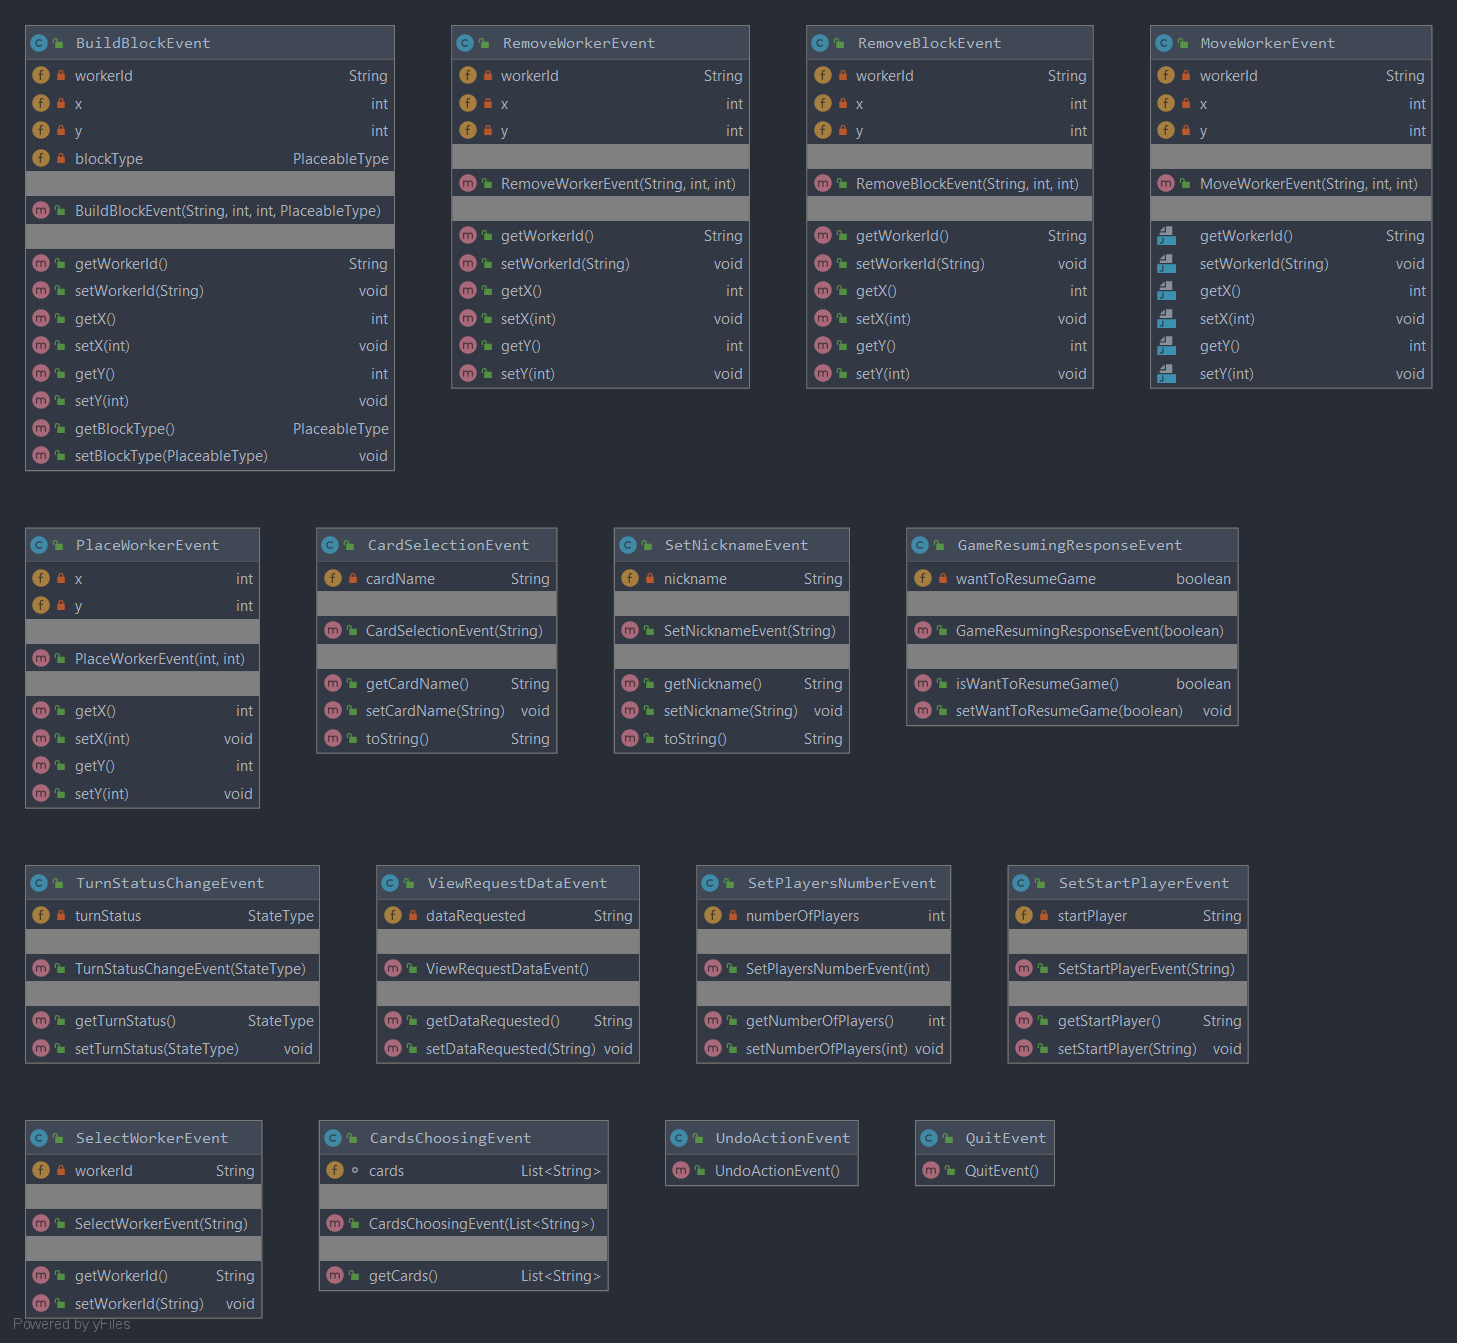 BuildBlockEvent
workerId String
x int
y int
blockType PlaceableType
BuildBlockEvent(String, int, int, PlaceableType)
getWorkerId() String
setWorkerId(String) void
getX() int
setX(int) void
getY() int
setY(int) void
getBlockType() PlaceableType
setBlockType(PlaceableType) void
RemoveWorkerEvent
workerId String
x int
y int
RemoveWorkerEvent(String, int, int)
getWorkerId() String
setWorkerId(String) void
getX() int
setX(int) void
getY() int
setY(int) void
RemoveBlockEvent
workerId String
x int
y int
RemoveBlockEvent(String, int, int)
getWorkerId() String
setWorkerId(String) void
getX() int
setX(int) void
getY() int
setY(int) void
MoveWorkerEvent
workerId String
x int
y int
MoveWorkerEvent(String, int, int)
getWorkerId() String
setWorkerId(String) void
getX() int
setX(int) void
getY() int
setY(int) void
PlaceWorkerEvent
x int
y int
PlaceWorkerEvent(int, int)
getX() int
setX(int) void
getY() int
setY(int) void
CardSelectionEvent
cardName String
CardSelectionEvent(String)
getCardName() String
setCardName(String) void
toString() String
SetNicknameEvent
nickname String
SetNicknameEvent(String)
getNickname() String
setNickname(String) void
toString() String
GameResumingResponseEvent
wantToResumeGame boolean
GameResumingResponseEvent(boolean)
isWantToResumeGame() boolean
setWantToResumeGame(boolean) void
TurnStatusChangeEvent
turnStatus StateType
TurnStatusChangeEvent(StateType)
getTurnStatus() StateType
setTurnStatus(StateType) void
ViewRequestDataEvent
dataRequested String
ViewRequestDataEvent()
getDataRequested() String
setDataRequested(String) void
SetPlayersNumberEvent
numberOfPlayers int
SetPlayersNumberEvent(int)
getNumberOfPlayers() int
setNumberOfPlayers(int) void
SetStartPlayerEvent
startPlayer String
SetStartPlayerEvent(String)
getStartPlayer() String
setStartPlayer(String) void
SelectWorkerEvent
workerId String
SelectWorkerEvent(String)
getWorkerId() String
setWorkerId(String) void
CardsChoosingEvent
cards List<String>
CardsChoosingEvent(List<String>)
getCards() List<String>
UndoActionEvent
UndoActionEvent()
QuitEvent
QuitEvent()
Powered by yFiles